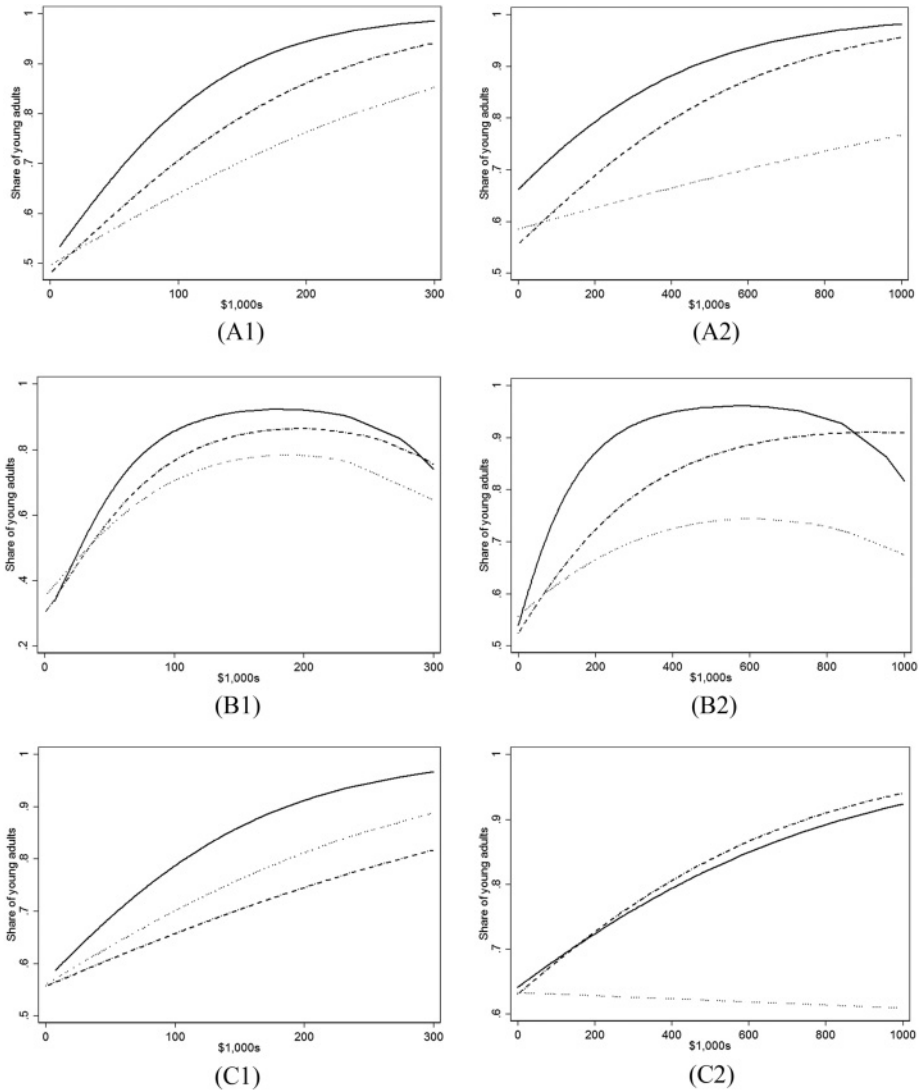 Share of young adults
.5 .6 .7 .8 .9 1
0 100 200 300
$1,000s
(A1)
Share of young adults
.5 .6 .7 .8 .9 1
0 200 400 600 800 1000
$1,000s
(A2)
Share of young adults
.2 .4 .6 .8 1
0 100 200 300
$1,000s
(B1)
Share of young adults
.5 .6 .7 .8 .9 1
0 200 400 600 800 1000
$1,000s
(B2)
Share of young adults
.5 .6 .7 .8 .9 1
0 100 200 300
$1,000s
(C1)
Share of young adults
.6 .7 .8 .9 1
0 200 400 600 800 1000
$1,000s
(C2)